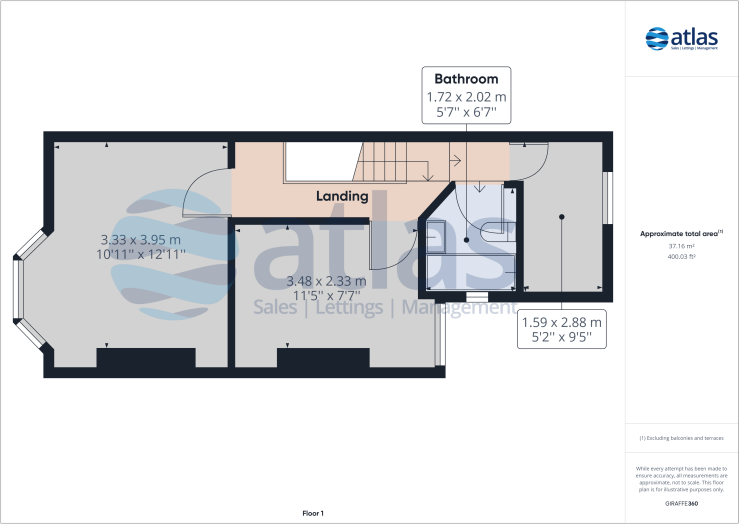 Bathroom
1.72 x 2.02 m
5'7'' x 6'7''
Landing
3.33 x 3.95 m
10'11'' x 12'11''
3.48 x 2.33 m
11'5'' x 7'7''
1.59 x 2.88 m
5'2'' x 9'5''
atlas
Sales | Lettings | Management
Floor 1
atlas
Sales | Lettings | Management
Approximate total area(1)
37.16 m²
400.03 ft²
(1) Excluding balconies and terraces
While every attempt has been made to
ensure accuracy, all measurements are
approximate, not to scale. This floor
plan is for illustrative purposes only.
GIRAFFE360